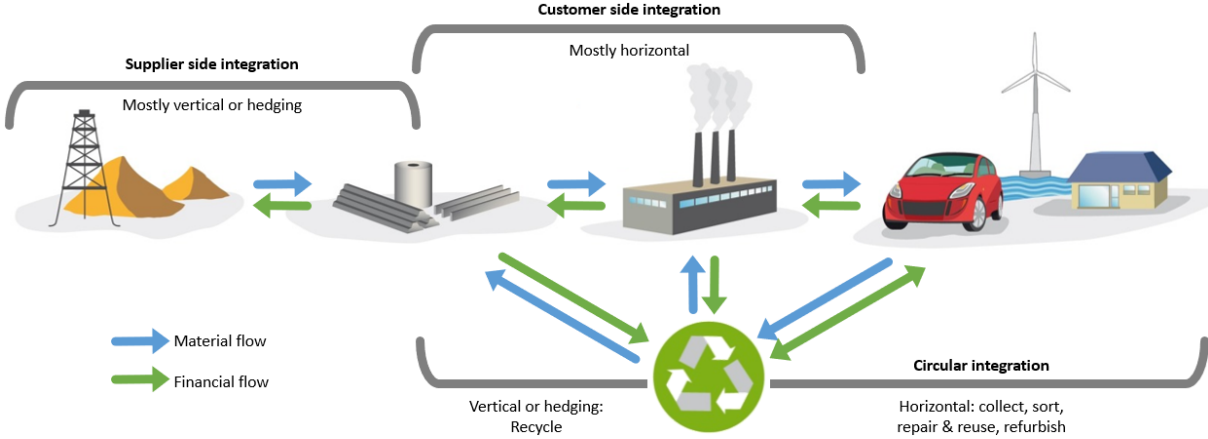 Customer side integration
Mostly horizontal
Supplier side integration
Mostly vertical or hedging
Material flow
Financial flow
Circular integration
Vertical or hedging:
Recycle
Horizontal: collect, sort,
repair & reuse, refurbish